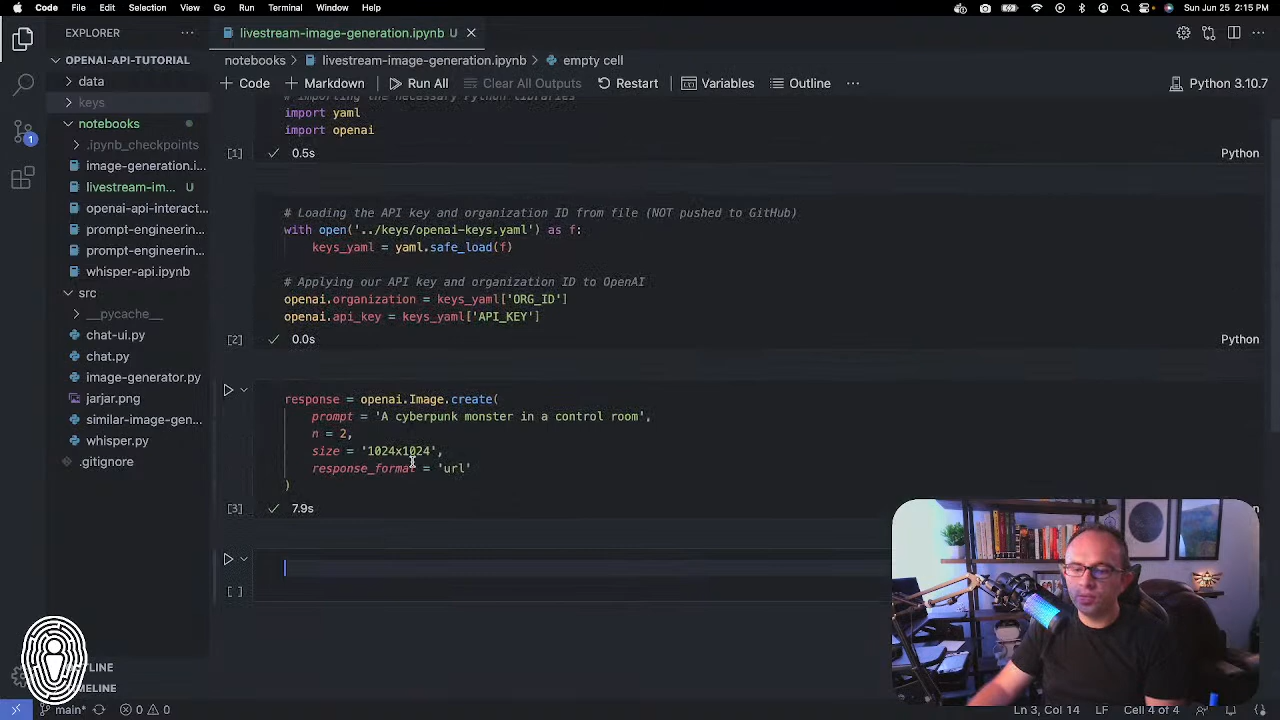 Code File Edit Selection View Go Run Terminal Window Help Sun Jun 25 2:15 PM
EXPLORER
livestream-image-generation.ipynb U
OPENAI-API-TUTORIAL
notebooks > livestream-image-generation.ipynb > empty cell
data
+ Code + Markdown Run All Clear All Outputs Restart Variables Outline ... Python 3.10.7
keys
notebooks
.ipynb_checkpoints
image-generation.i...
livestream-im... U
openai-api-interact...
prompt-engineerin...
prompt-engineerin...
whisper-api.ipynb
src
__pycache__
chat-ui.py
chat.py
image-generator.py
jarjar.png
similar-image-gen...
whisper.py
.gitignore
# Importing the necessary Python libraries
import yaml
import openai
[1] 0.5s Python
# Loading the API key and organization ID from file (NOT pushed to GitHub)
with open('../keys/openai-keys.yaml') as f:
keys_yaml = yaml.safe_load(f)
# Applying our API key and organization ID to OpenAI
openai.organization = keys_yaml['ORG_ID']
openai.api_key = keys_yaml['API_KEY']
[2] 0.0s Python
response = openai.Image.create(
prompt = 'A cyberpunk monster in a control room',
n = 2,
size = '1024x1024',
response_format = 'url'
)
[3] 7.9s
[ ]
TLINE
TIMELINE
main* 0 0 Ln 3, Col 14 LF Cell 4 of 4
1